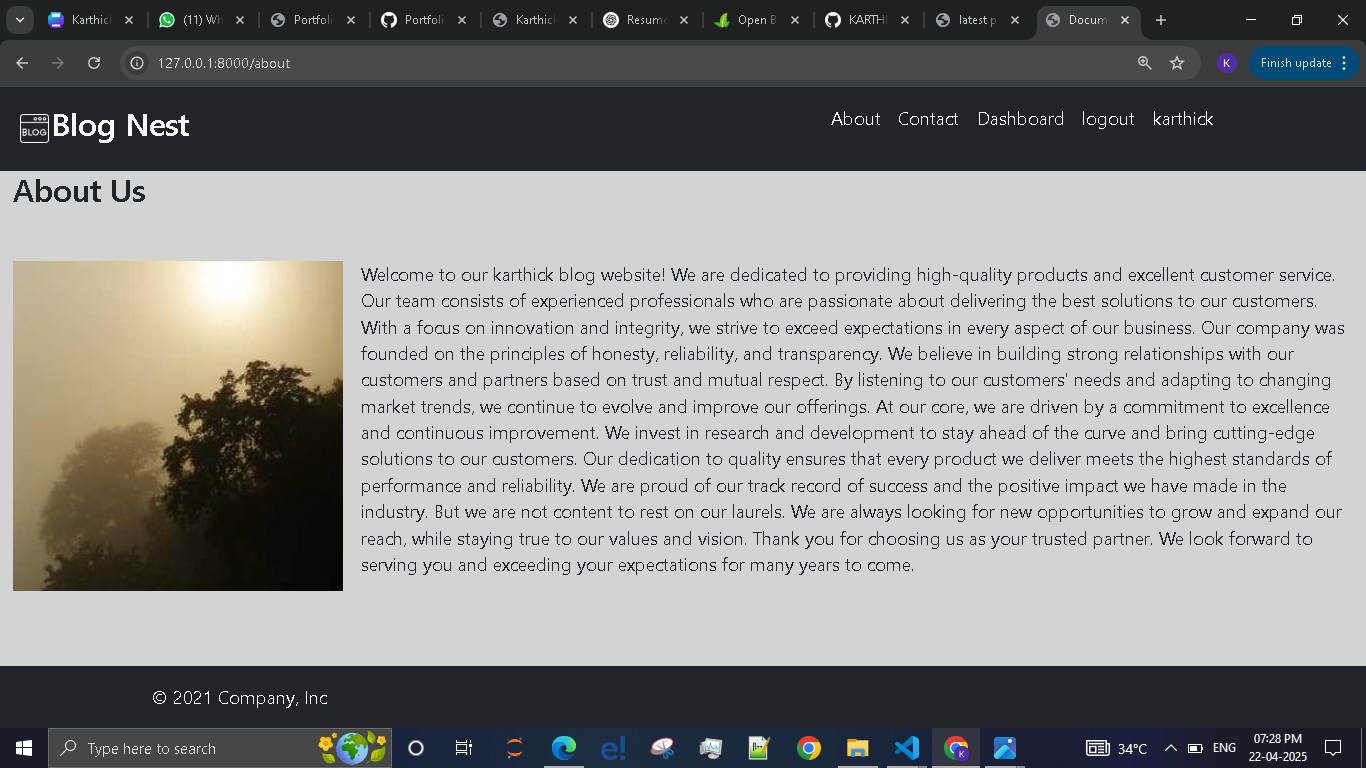 Karthick
(11) Wh
Portfoli
Portfoli
Karthick
Resume
Open B
KARTHI
latest p
Docum
127.0.0.1:8000/about
K
Finish update
BLOG
Blog Nest
About Contact Dashboard logout karthick
About Us
Welcome to our karthick blog website! We are dedicated to providing high-quality products and excellent customer service.
Our team consists of experienced professionals who are passionate about delivering the best solutions to our customers.
With a focus on innovation and integrity, we strive to exceed expectations in every aspect of our business. Our company was
founded on the principles of honesty, reliability, and transparency. We believe in building strong relationships with our
customers and partners based on trust and mutual respect. By listening to our customers' needs and adapting to changing
market trends, we continue to evolve and improve our offerings. At our core, we are driven by a commitment to excellence
and continuous improvement. We invest in research and development to stay ahead of the curve and bring cutting-edge
solutions to our customers. Our dedication to quality ensures that every product we deliver meets the highest standards of
performance and reliability. We are proud of our track record of success and the positive impact we have made in the
industry. But we are not content to rest on our laurels. We are always looking for new opportunities to grow and expand our
reach, while staying true to our values and vision. Thank you for choosing us as your trusted partner. We look forward to
serving you and exceeding your expectations for many years to come.
© 2021 Company, Inc
Type here to search
e!
K
34°C
ENG
07:28 PM
22-04-2025